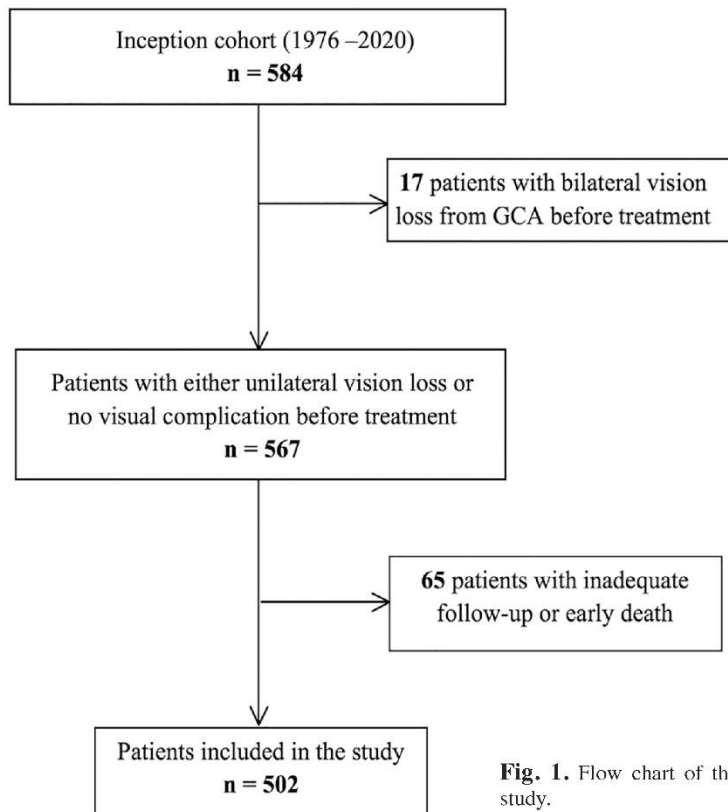 Inception cohort (1976 –2020)
n = 584
17 patients with bilateral vision
loss from GCA before treatment
Patients with either unilateral vision loss or
no visual complication before treatment
n = 567
65 patients with inadequate
follow-up or early death
Patients included in the study
n = 502
Fig. 1. Flow chart of th
study.